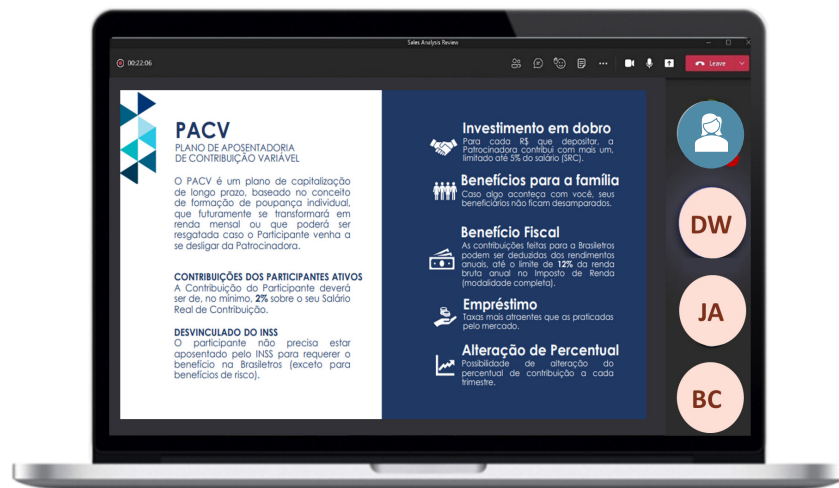 Sales Analysis Review
00:22:06
Leave
PACV
PLANO DE APOSENTADORIA
DE CONTRIBUIÇÃO VARIÁVEL
O PACV é um plano de capitalização
de longo prazo, baseado no conceito
de formação de poupança individual,
que futuramente se transformará em
renda mensal ou que poderá ser
resgatada caso o Participante venha a
se desligar da Patrocinadora.
CONTRIBUIÇÕES DOS PARTICIPANTES ATIVOS
A Contribuição do Participante deverá
ser de, no mínimo, 2% sobre o seu Salário
Real de Contribuição.
DESVINCULADO DO INSS
O participante não precisa estar
aposentado pelo INSS para requerer o
benefício na Brasiletros (exceto para
benefícios de risco).
Investimento em dobro
Para cada R$ que depositar, a
Patrocinadora contribui com mais um,
limitado até 5% do salário (SRC).
Benefícios para a família
Caso algo aconteça com você, seus
beneficiários não ficam desamparados.
Benefício Fiscal
As contribuições feitas para a Brasiletros
podem ser deduzidas dos rendimentos
anuais, até o limite de 12% da renda
bruta anual no Imposto de Renda
(modalidade completa).
Empréstimo
Taxas mais atraentes que as praticadas
pelo mercado.
Alteração de Percentual
Possibilidade de alteração do
percentual de contribuição a cada
trimestre.
DW
JA
BC